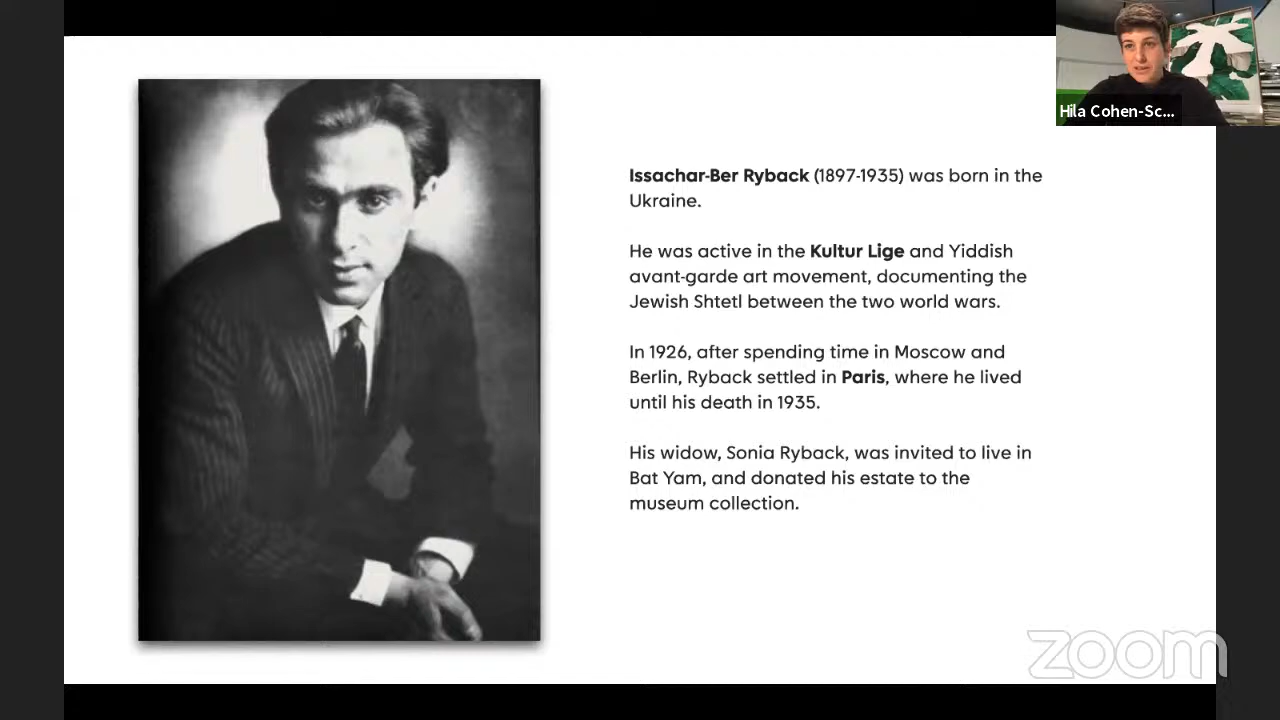 Hila Cohen-Sc...
Issachar-Ber Ryback (1897-1935) was born in the
Ukraine.
He was active in the Kultur Lige and Yiddish
avant-garde art movement, documenting the
Jewish Shtetl between the two world wars.
In 1926, after spending time in Moscow and
Berlin, Ryback settled in Paris, where he lived
until his death in 1935.
His widow, Sonia Ryback, was invited to live in
Bat Yam, and donated his estate to the
museum collection.
zoom